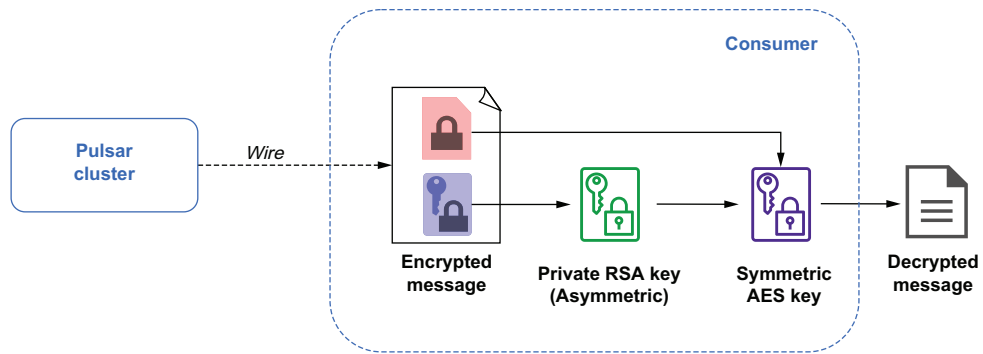 Consumer
Pulsar
cluster
Wire
Encrypted
message
Private RSA key
(Asymmetric)
Symmetric
AES key
Decrypted
message